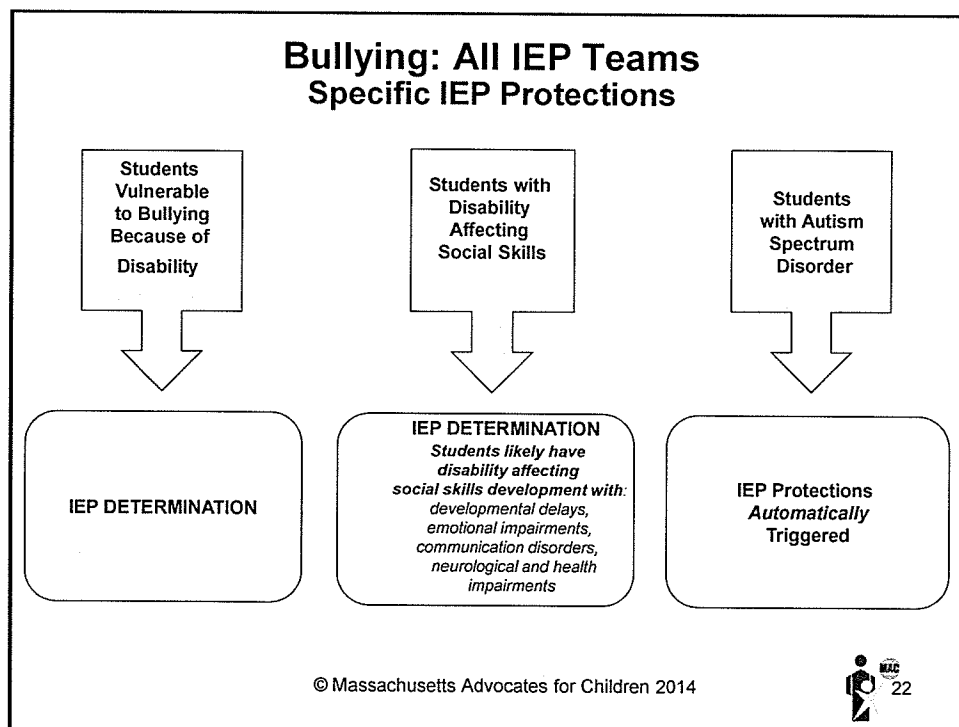 Bullying: All IEP Teams
Specific IEP Protections
Students
Vulnerable
to Bullying
Because of
Disability
Students with
Disability
Affecting
Social Skills
Students
with Autism
Spectrum
Disorder
IEP DETERMINATION
IEP DETERMINATION
Students likely have
disability affecting
social skills development with:
developmental delays,
emotional impairments,
communication disorders,
neurological and health
impairments
IEP Protections
Automatically
Triggered
© Massachusetts Advocates for Children 2014
MAC
22